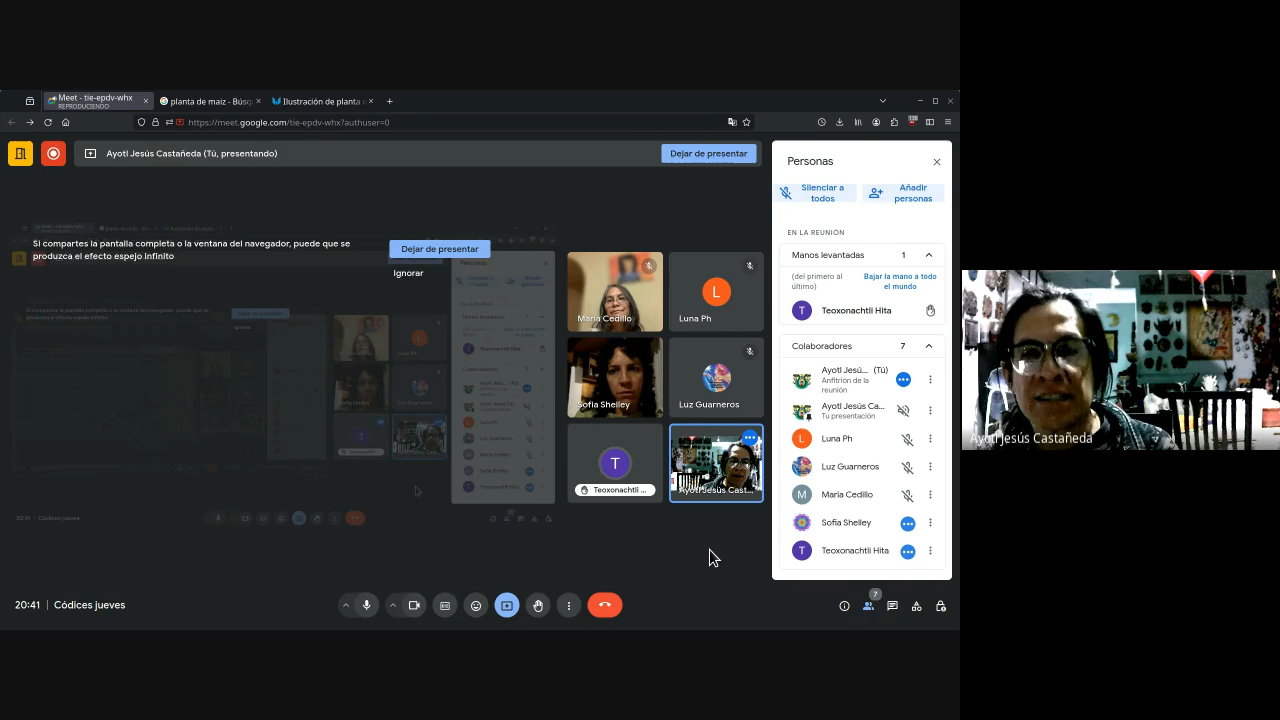 Meet - tie-epdv-whx
REPRODUCIENDO
planta de maiz - Búsq
Ilustración de planta
https://meet.google.com/tie-epdv-whx?authuser=0
136
Ayotl Jesús Castañeda (Tú, presentando)
Dejar de presentar
Si compartes la pantalla completa o la ventana del navegador, puede que se
produzca el efecto espejo infinito
Dejar de presentar
Ignorar
Maria Cedillo
L
Luna Ph
Sofía Shelley
Luz Guarneros
T
Teoxonachtli ...
Ayotl Jesús Cast...
Personas
Silenciar a
todos
Añadir
personas
EN LA REUNIÓN
Manos levantadas 1
(del primero al
último)
Bajar la mano a todo
el mundo
T
Teoxonachtli Hita
Colaboradores 7
Ayotl Jesú... (Tú)
Anfitrión de la
reunión
Ayotl Jesús Ca...
Tu presentación
L
Luna Ph
Luz Guarneros
M
Maria Cedillo
Sofía Shelley
T
Teoxonachtli Hita
20:41 | Códices jueves
7
Ayotl Jesús Castañeda